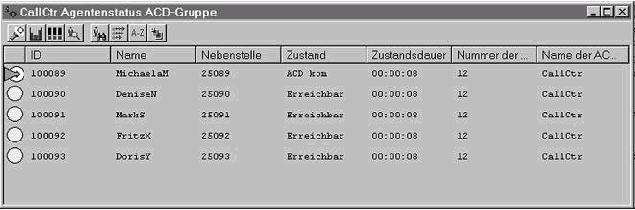 CallCtr Agentenstatus ACD-Gruppe
A-Z
ID Name Nebenstelle Zustand Zustandsdauer Nummer der ... Name der AC...
100089 MichaelaM 25089 ACD kom 00:00:08 12 CallCtr
100090 DeniseN 25090 Erreichbar 00:00:08 12 CallCtr
100091 MarkS 25091 Erreichbar 00:00:08 12 CallCtr
100092 FritzX 25092 Erreichbar 00:00:08 12 CallCtr
100093 DorisY 25093 Erreichbar 00:00:08 12 CallCtr